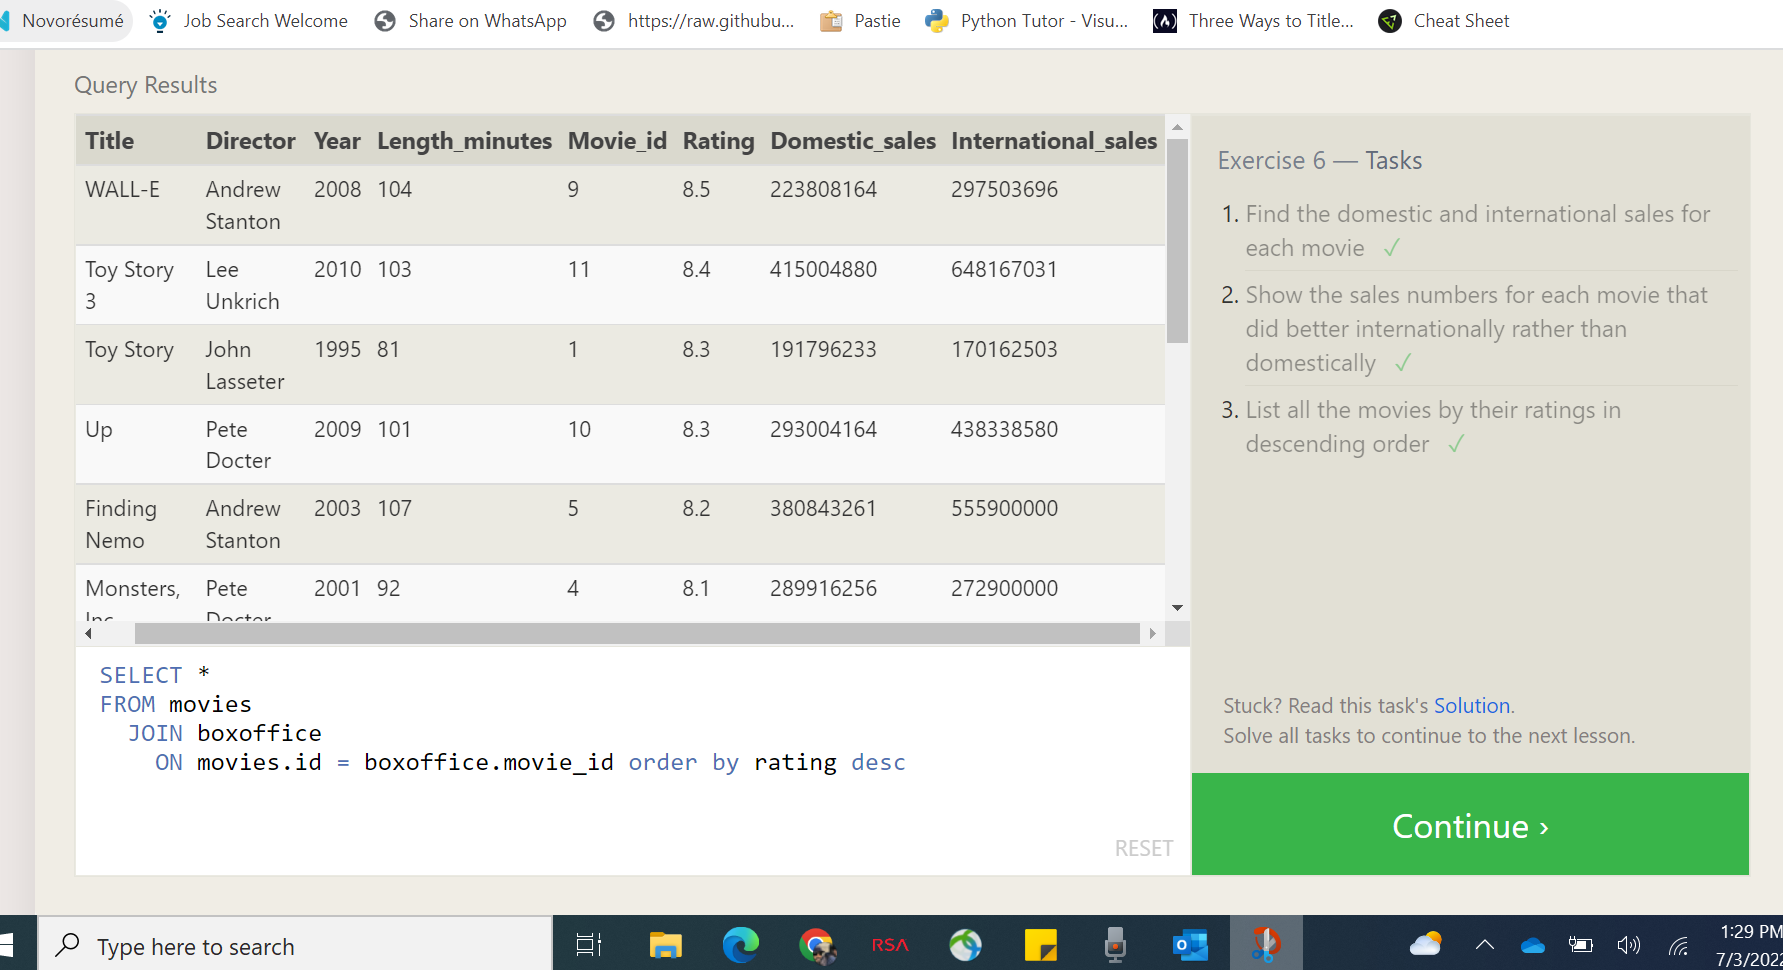 Novorésumé Job Search Welcome Share on WhatsApp https://raw.githubu... Pastie Python Tutor - Visu... Three Ways to Title... Cheat Sheet
Query Results
Title Director Year Length_minutes Movie_id Rating Domestic_sales International_sales
WALL-E Andrew 2008 104 9 8.5 223808164 297503696
Stanton
Toy Story Lee 2010 103 11 8.4 415004880 648167031
3 Unkrich
Toy Story John 1995 81 1 8.3 191796233 170162503
Lasseter
Up Pete 2009 101 10 8.3 293004164 438338580
Docter
Finding Andrew 2003 107 5 8.2 380843261 555900000
Nemo Stanton
Monsters, Pete 2001 92 4 8.1 289916256 272900000
Inc. Docter
SELECT *
FROM movies
JOIN boxoffice
ON movies.id = boxoffice.movie_id order by rating desc
RESET
Exercise 6 — Tasks
1. Find the domestic and international sales for
each movie ✓
2. Show the sales numbers for each movie that
did better internationally rather than
domestically ✓
3. List all the movies by their ratings in
descending order ✓
Stuck? Read this task's Solution.
Solve all tasks to continue to the next lesson.
Continue ›
Type here to search
RSA
1:29 PM
7/3/2022